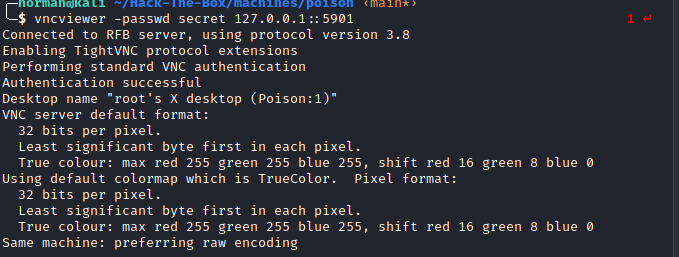 norman@kali ~/Hack-The-Box/machines/poison ‹main*›
$ vncviewer -passwd secret 127.0.0.1::5901 1 ↵
Connected to RFB server, using protocol version 3.8
Enabling TightVNC protocol extensions
Performing standard VNC authentication
Authentication successful
Desktop name "root's X desktop (Poison:1)"
VNC server default format:
  32 bits per pixel.
  Least significant byte first in each pixel.
  True colour: max red 255 green 255 blue 255, shift red 16 green 8 blue 0
Using default colormap which is TrueColor.  Pixel format:
  32 bits per pixel.
  Least significant byte first in each pixel.
  True colour: max red 255 green 255 blue 255, shift red 16 green 8 blue 0
Same machine: preferring raw encoding